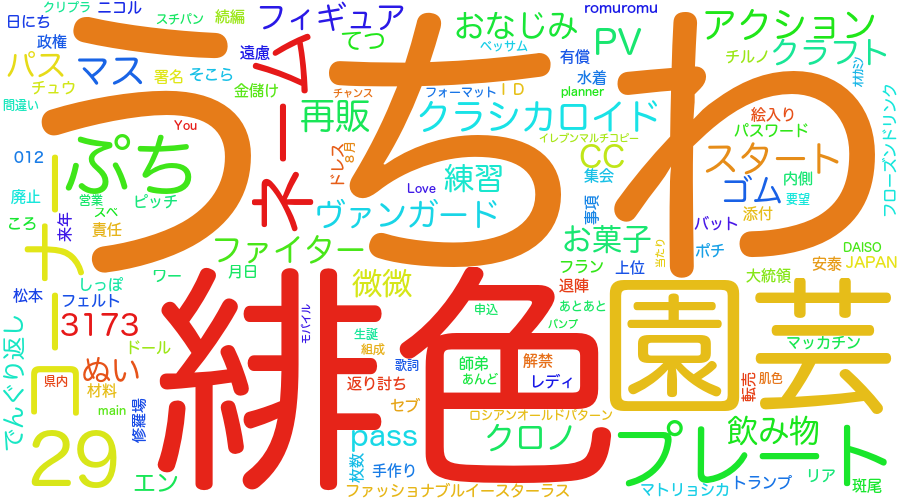 クリプラ
ニコル
スチパン
続編
フィギュア
romuromu
日にち
政権
遠慮
おなじみ
アクション
パス
マス
署名
そこら
てつ
ベッサム
有償
PV
チルノ
クラフト
チュウ
金儲け
チャンス
フォーマット
ID
水着
planner
間違い
うちわ
ネーム
You
再販
クラシカロイド
イレブンマルチコピー
絵入り
パスワード
フローズンドリンク
012
ぷち
ドレス
8月
CC
スタート
廃止
営業
ピッチ
Love
練習
集会
ゴム
内側
要望
ころ
来年
スペ
責任
ヴァンガード
事項
バット
添付
コーナー
ファイター
お菓子
当たり
ポチ
DAISO
しっぽ
ワー
月日
微微
フラン
上位
安泰
JAPAN
松本
フェルト
モバイル
退陣
大統領
3173
緋色
申込
あとあと
園芸
でんぐり返し
ドール
生誕
組成
パンプ
マッカチン
ぬい
県内
材料
歌詞
師弟
あんど
解禁
レディ
返り討ち
転売
肌色
main
修羅場
セブ
ロシアンオールドパターン
29
pass
クロノ
プレート
飲み物
エン
枚数
手作り
ファッショナブルイースターラス
マトリョシカ
トランプ
リア
斑尾